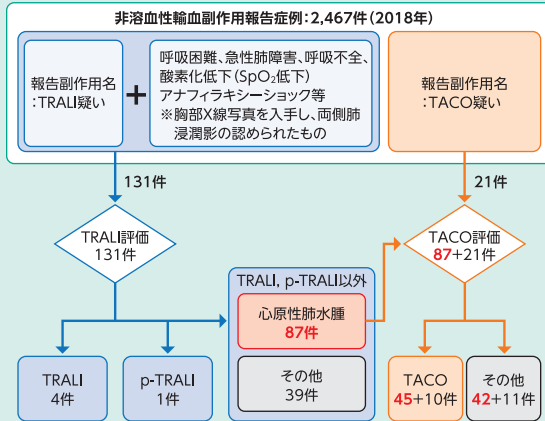 非溶血性輸血副作用報告症例:2,467件(2018年)
報告副作用名
:TRALI疑い
+
呼吸困難、急性肺障害、呼吸不全、
酸素化低下(SpO₂低下)
アナフィラキシーショック等
※胸部X線写真を入手し、両側肺
浸潤影の認められたもの
報告副作用名
:TACO疑い
131件
21件
TRALI評価
131件
TACO評価
87+21件
TRALI, p-TRALI以外
心原性肺水腫
87件
その他
39件
TRALI
4件
p-TRALI
1件
TACO
45+10件
その他
42+11件